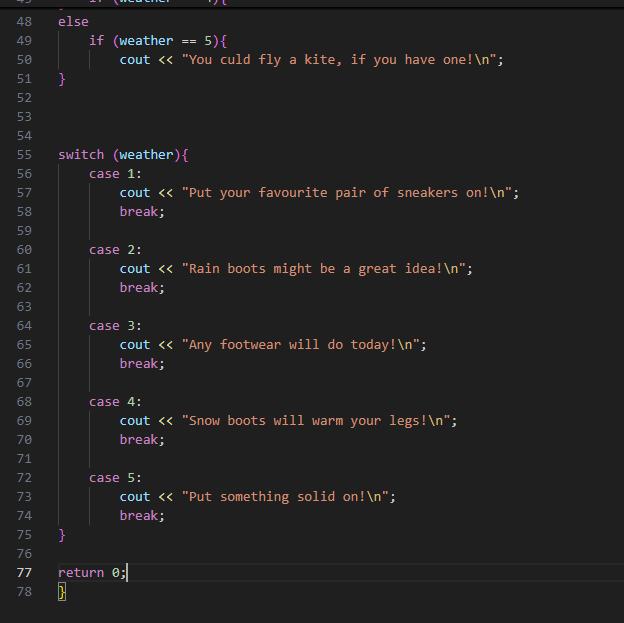 48 else
49 if (weather == 5){
50 cout << "You culd fly a kite, if you have one!\n";
51 }
52
53
54
55 switch (weather){
56 case 1:
57 cout << "Put your favourite pair of sneakers on!\n";
58 break;
59
60 case 2:
61 cout << "Rain boots might be a great idea!\n";
62 break;
63
64 case 3:
65 cout << "Any footwear will do today!\n";
66 break;
67
68 case 4:
69 cout << "Snow boots will warm your legs!\n";
70 break;
71
72 case 5:
73 cout << "Put something solid on!\n";
74 break;
75 }
76
77 return 0;
78 }